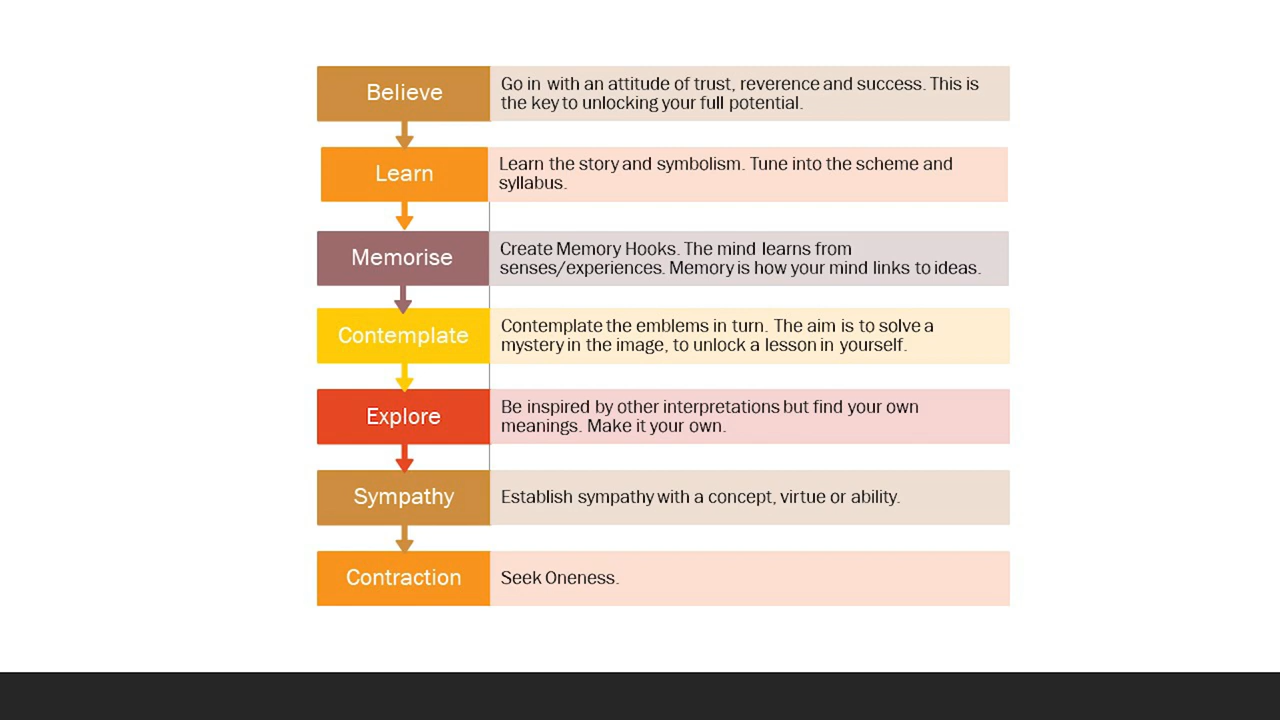 Believe
Go in with an attitude of trust, reverence and success. This is
the key to unlocking your full potential.
Learn
Learn the story and symbolism. Tune into the scheme and
syllabus.
Memorise
Create Memory Hooks. The mind learns from
senses/experiences. Memory is how your mind links to ideas.
Contemplate
Contemplate the emblems in turn. The aim is to solve a
mystery in the image, to unlock a lesson in yourself.
Explore
Be inspired by other interpretations but find your own
meanings. Make it your own.
Sympathy
Establish sympathy with a concept, virtue or ability.
Contraction
Seek Oneness.